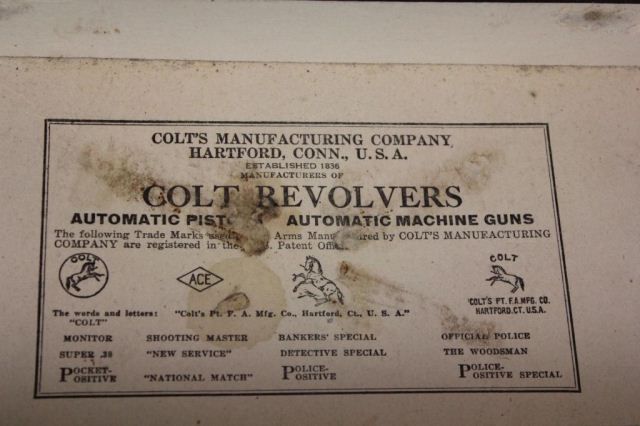 COLT'S MANUFACTURING COMPANY
HARTFORD, CONN., U.S.A.
ESTABLISHED 1836
MANUFACTURERS OF
COLT REVOLVERS
AUTOMATIC AUTOMATIC MACHINE GUNS
The following Trade Marks used Arms by COLT'S MANUFACTURING
COMPANY are registered in the Patent
COLT
ACE
COLT
COLT'S PT. F.A. MFG. CO.
HARTFORD. CT. U.S.A.
The words and letters: "Colt's Pt. F. A. Mfg. Co., Hartford, Ct., U. S. A."
"COLT"
MONITOR SHOOTING MASTER BANKERS' SPECIAL OFFICIAL POLICE
SUPER .38 "NEW SERVICE" DETECTIVE SPECIAL THE WOODSMAN
POCKET-POSITIVE "NATIONAL MATCH" POLICE-POSITIVE POLICE-POSITIVE SPECIAL